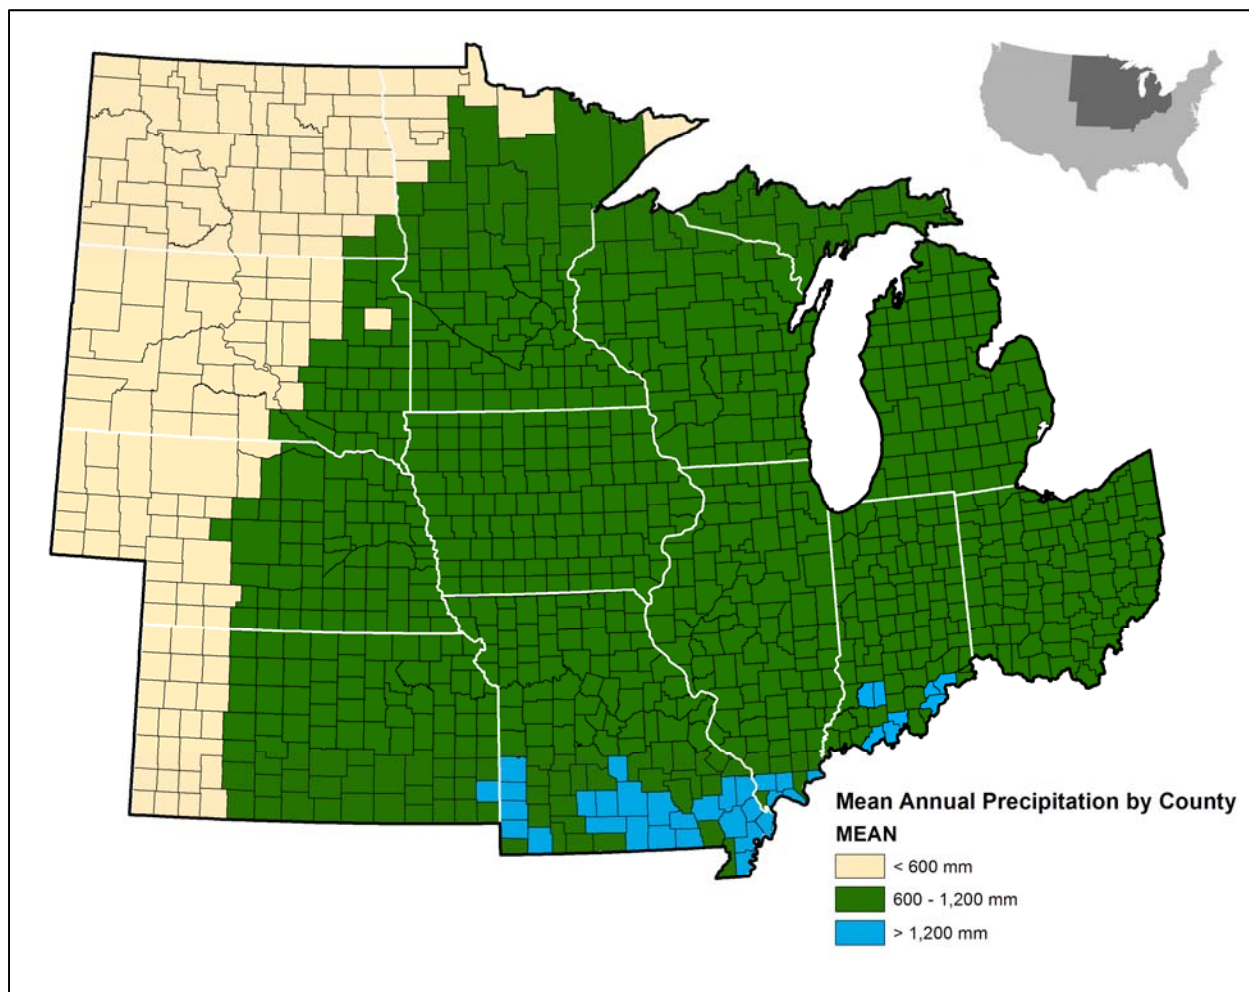 Mean Annual Precipitation by County
MEAN
< 600 mm
600 - 1,200 mm
> 1,200 mm